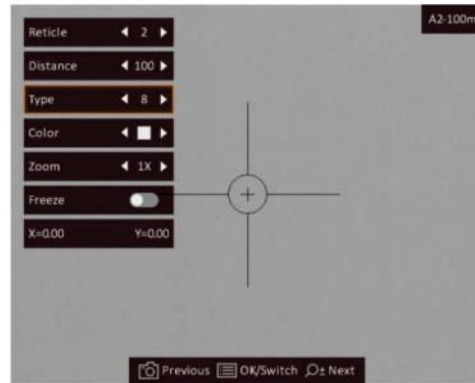 A2-100m
Reticle 2
Distance 100
Type 8
Color
Zoom 1X
Freeze
X=0.00 Y=0.00
Previous OK/Switch Next